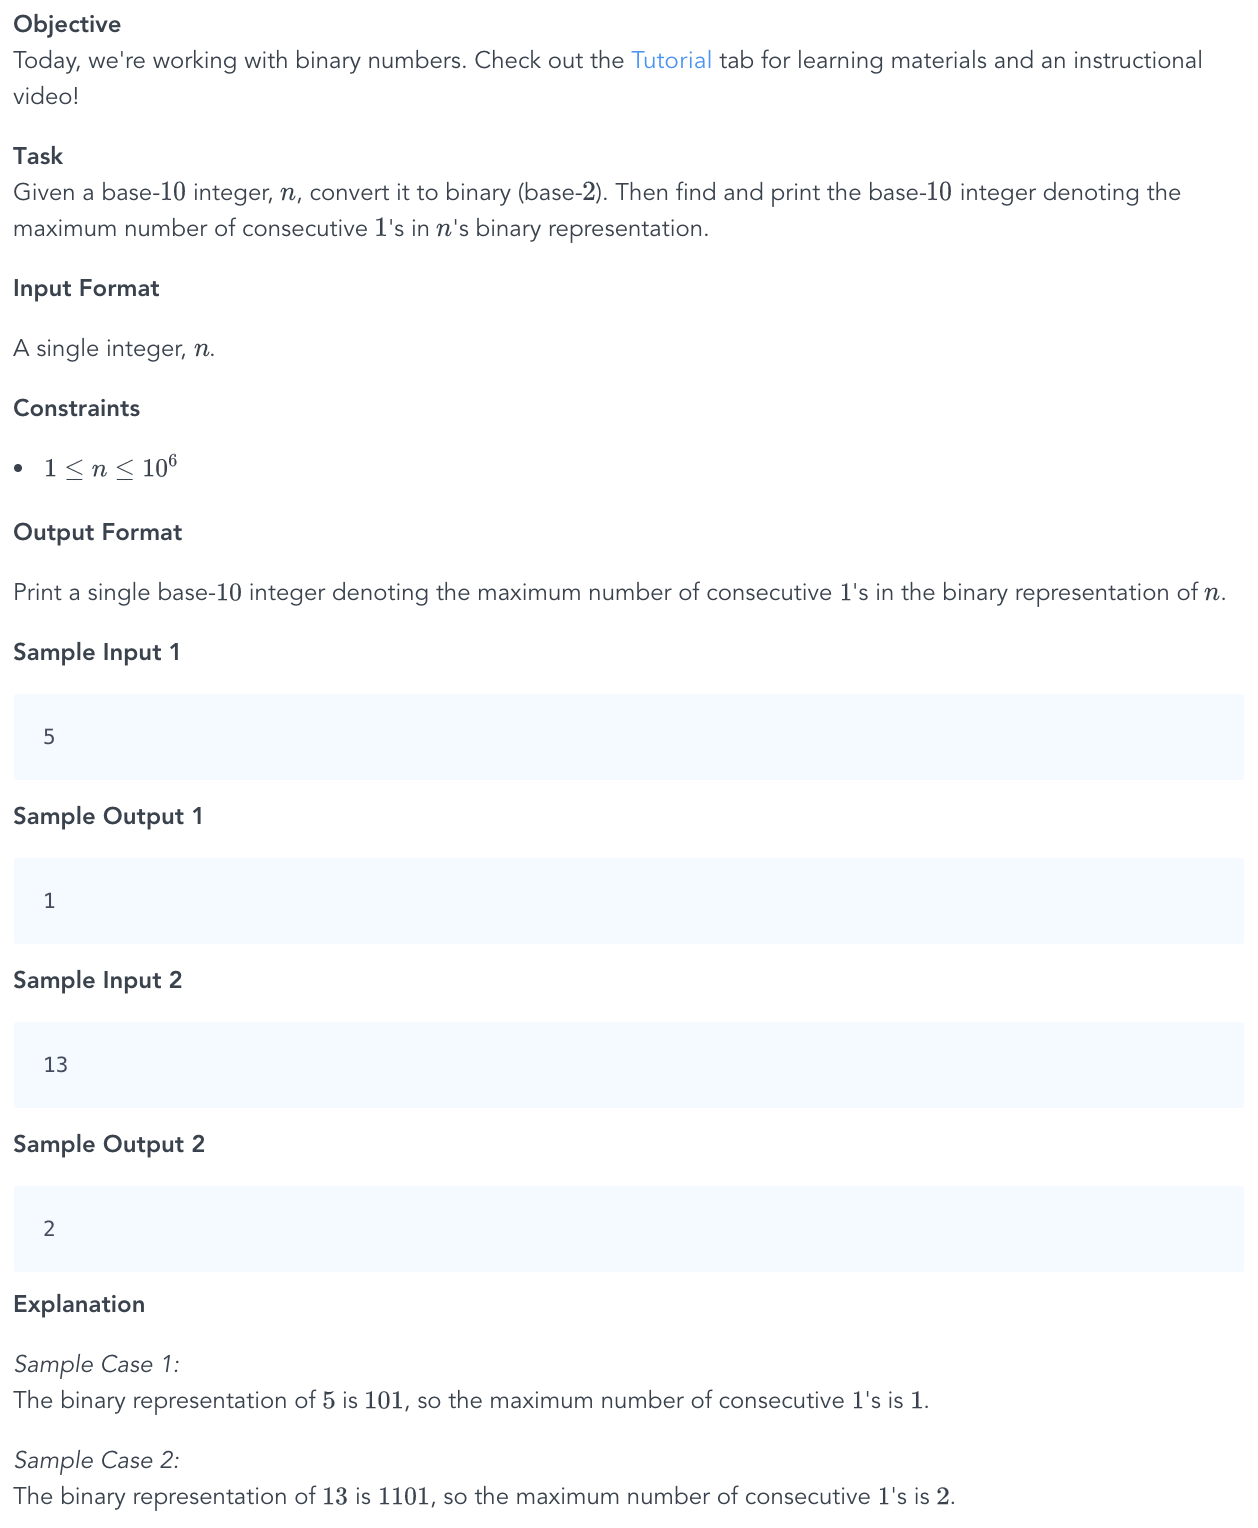 Objective
Today, we're working with binary numbers. Check out the Tutorial tab for learning materials and an instructional
video!
Task
Given a base-10 integer, n, convert it to binary (base-2). Then find and print the base-10 integer denoting the
maximum number of consecutive 1's in n's binary representation.
Input Format
A single integer, n.
Constraints
• 1 ≤ n ≤ 10⁶
Output Format
Print a single base-10 integer denoting the maximum number of consecutive 1's in the binary representation of n.
Sample Input 1
5
Sample Output 1
1
Sample Input 2
13
Sample Output 2
2
Explanation
Sample Case 1:
The binary representation of 5 is 101, so the maximum number of consecutive 1's is 1.
Sample Case 2:
The binary representation of 13 is 1101, so the maximum number of consecutive 1's is 2.